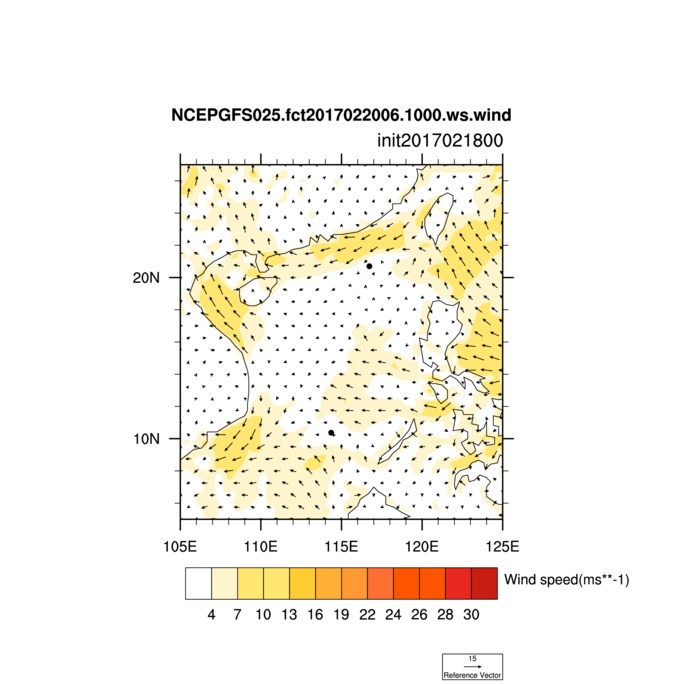 NCEPGFS025.fct2017022006.1000.ws.wind
init2017021800
20N
10N
105E 110E 115E 120E 125E
Wind speed(ms**-1)
4 7 10 13 16 19 22 24 26 28 30
15
Reference Vector